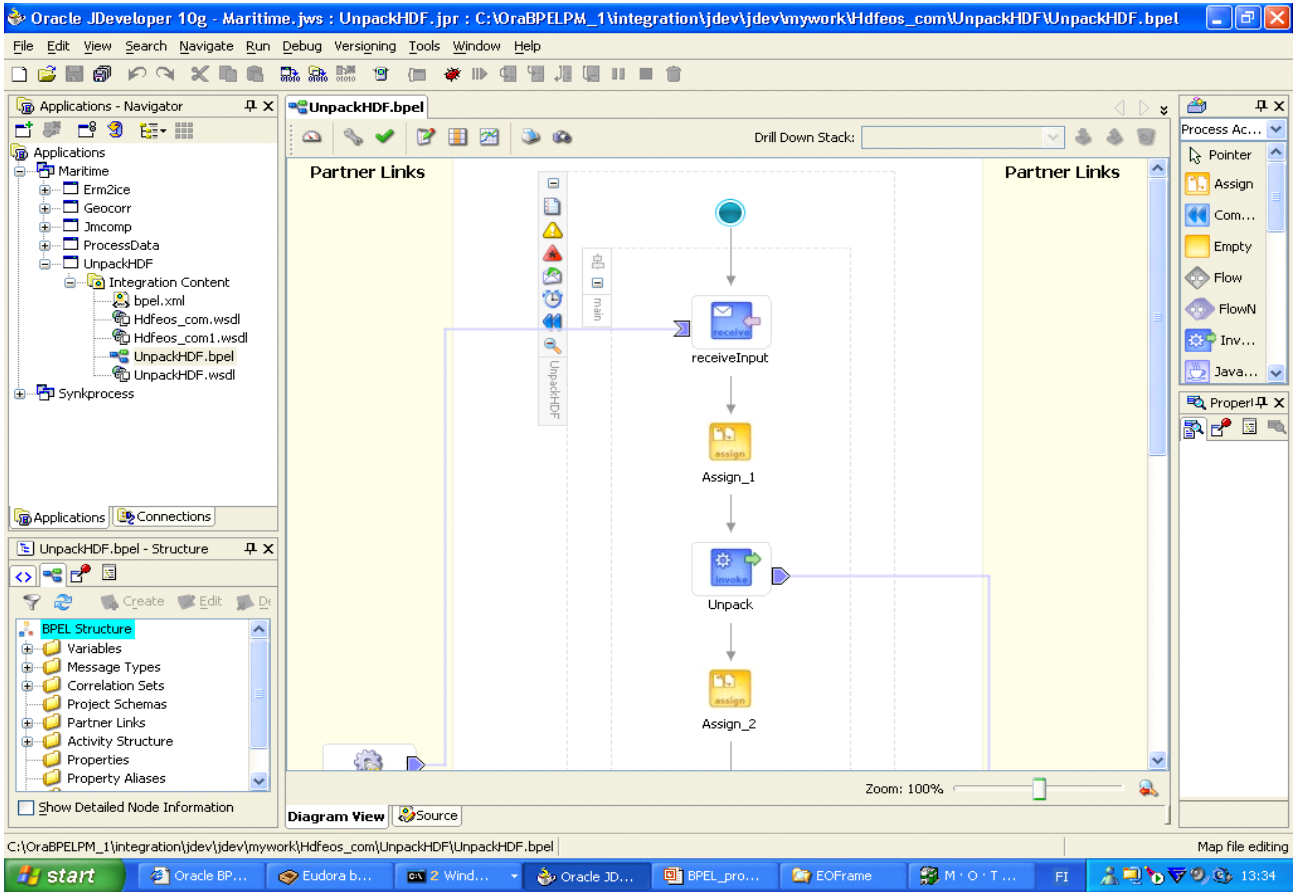 Oracle JDeveloper 10g - Maritime.jws : UnpackHDF.jpr : C:\OraBPELPM_1\integration\jdev\jdev\mywork\Hdfeos_com\UnpackHDF\UnpackHDF.bpel
File Edit View Search Navigate Run Debug Versioning Tools Window Help
Applications - Navigator
Applications
Maritime
Erm2ice
Geocorr
Jmcomp
ProcessData
UnpackHDF
Integration Content
bpel.xml
Hdfeos_com.wsdl
Hdfeos_com1.wsdl
UnpackHDF.bpel
UnpackHDF.wsdl
Synkprocess
Applications Connections
UnpackHDF.bpel - Structure
Create Edit De
BPEL Structure
Variables
Message Types
Correlation Sets
Project Schemas
Partner Links
Activity Structure
Properties
Property Aliases
Show Detailed Node Information
UnpackHDF.bpel
Drill Down Stack:
Partner Links
Partner Links
main
UnpackHDF
receive
receiveInput
assign
Assign_1
invoke
Unpack
assign
Assign_2
Zoom: 100%
Diagram View Source
Process Ac...
Pointer
Assign
Com...
Empty
Flow
FlowN
Inv...
Java...
Properl
C:\OraBPELPM_1\integration\jdev\jdev\mywork\Hdfeos_com\UnpackHDF\UnpackHDF.bpel
Map file editing
start Oracle BP... Eudora b... 2 Wind... Oracle JD... BPEL_pro... EOFrame M · O · T ... FI 13:34